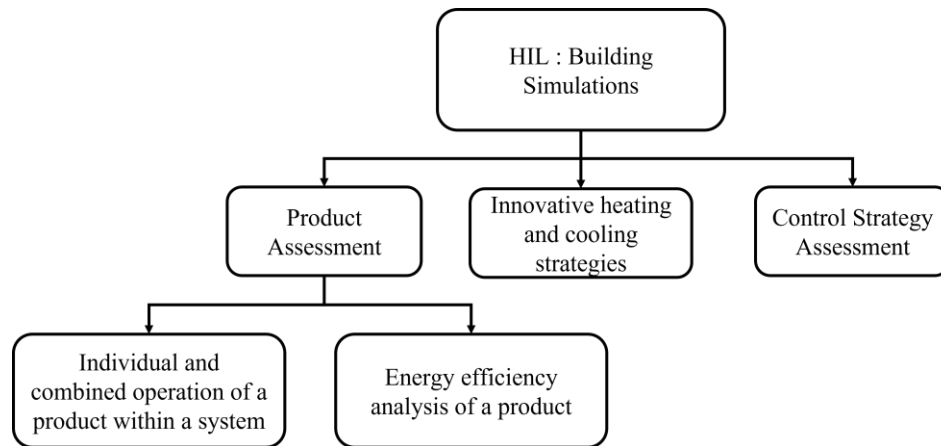 HIL : Building
Simulations
Product
Assessment
Innovative heating
and cooling
strategies
Control Strategy
Assessment
Individual and
combined operation of a
product within a system
Energy efficiency
analysis of a product